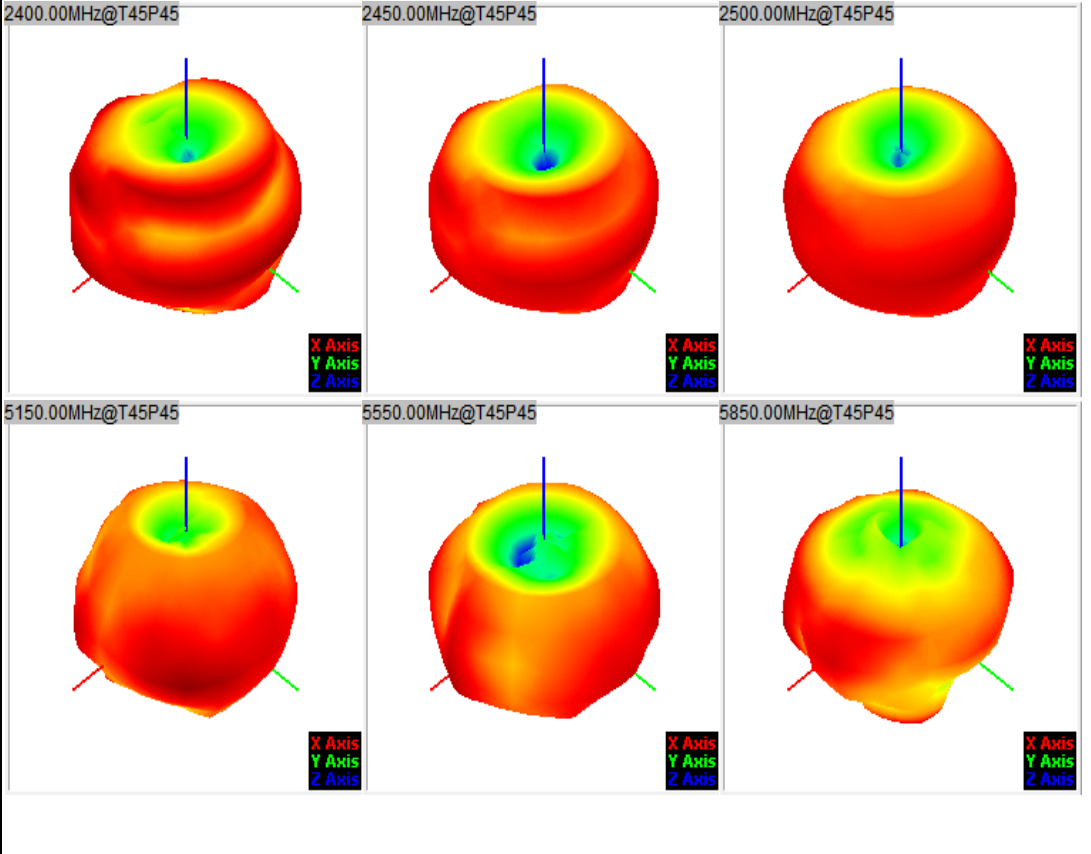 2400.00MHz@T45P45
2450.00MHz@T45P45
2500.00MHz@T45P45
X Axis
Y Axis
Z Axis
X Axis
Y Axis
Z Axis
X Axis
Y Axis
Z Axis
5150.00MHz@T45P45
5550.00MHz@T45P45
5850.00MHz@T45P45
X Axis
Y Axis
Z Axis
X Axis
Y Axis
Z Axis
X Axis
Y Axis
Z Axis